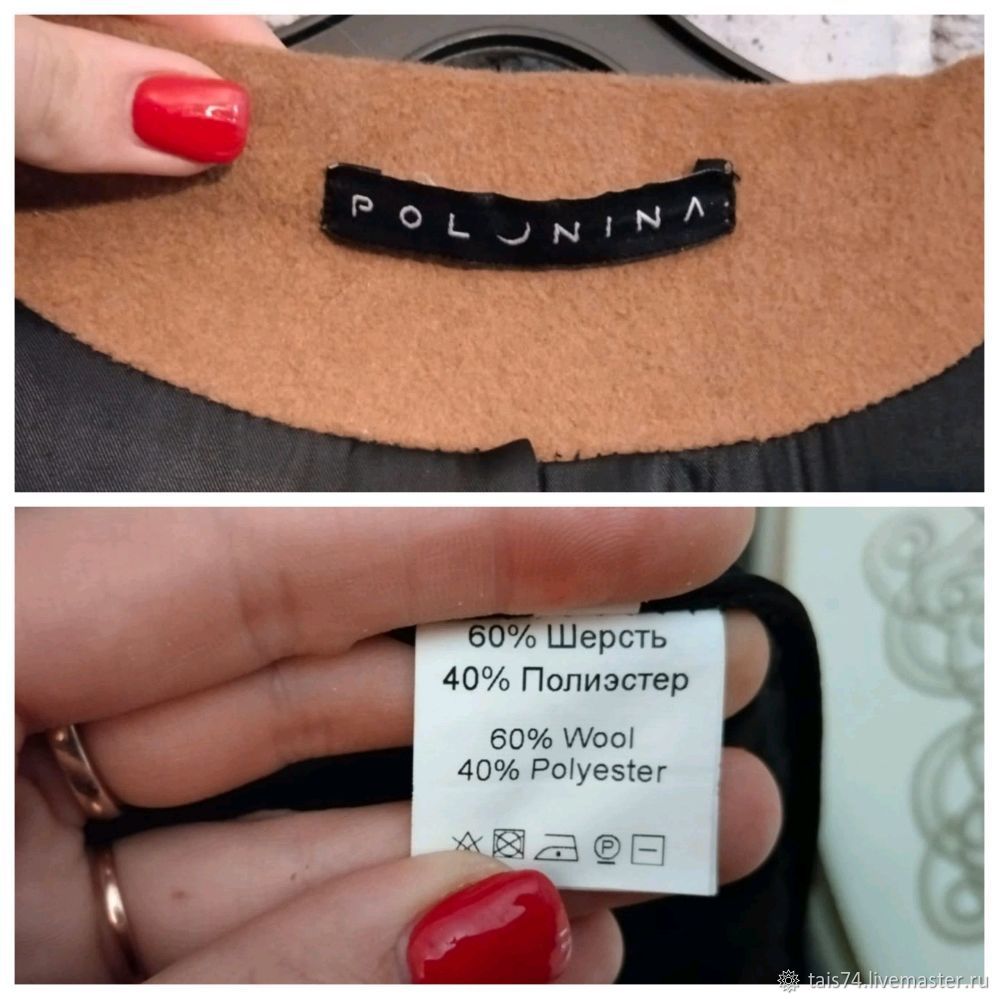 POLUNINA
60% Шерсть
40% Полиэстер
60% Wool
40% Polyester
P
tais74.livemaster.ru